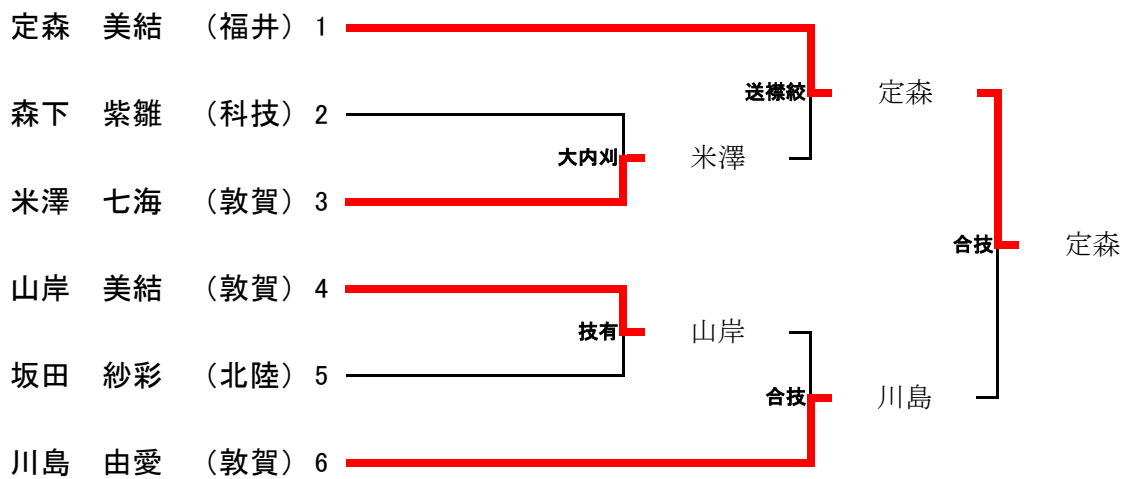 定森　美結　（福井） 1
送襟絞　定森
森下　紫雛　（科技） 2
大内刈　米澤
米澤　七海　（敦賀） 3
合技　定森
山岸　美結　（敦賀） 4
技有　山岸
坂田　紗彩　（北陸） 5
合技　川島
川島　由愛　（敦賀） 6